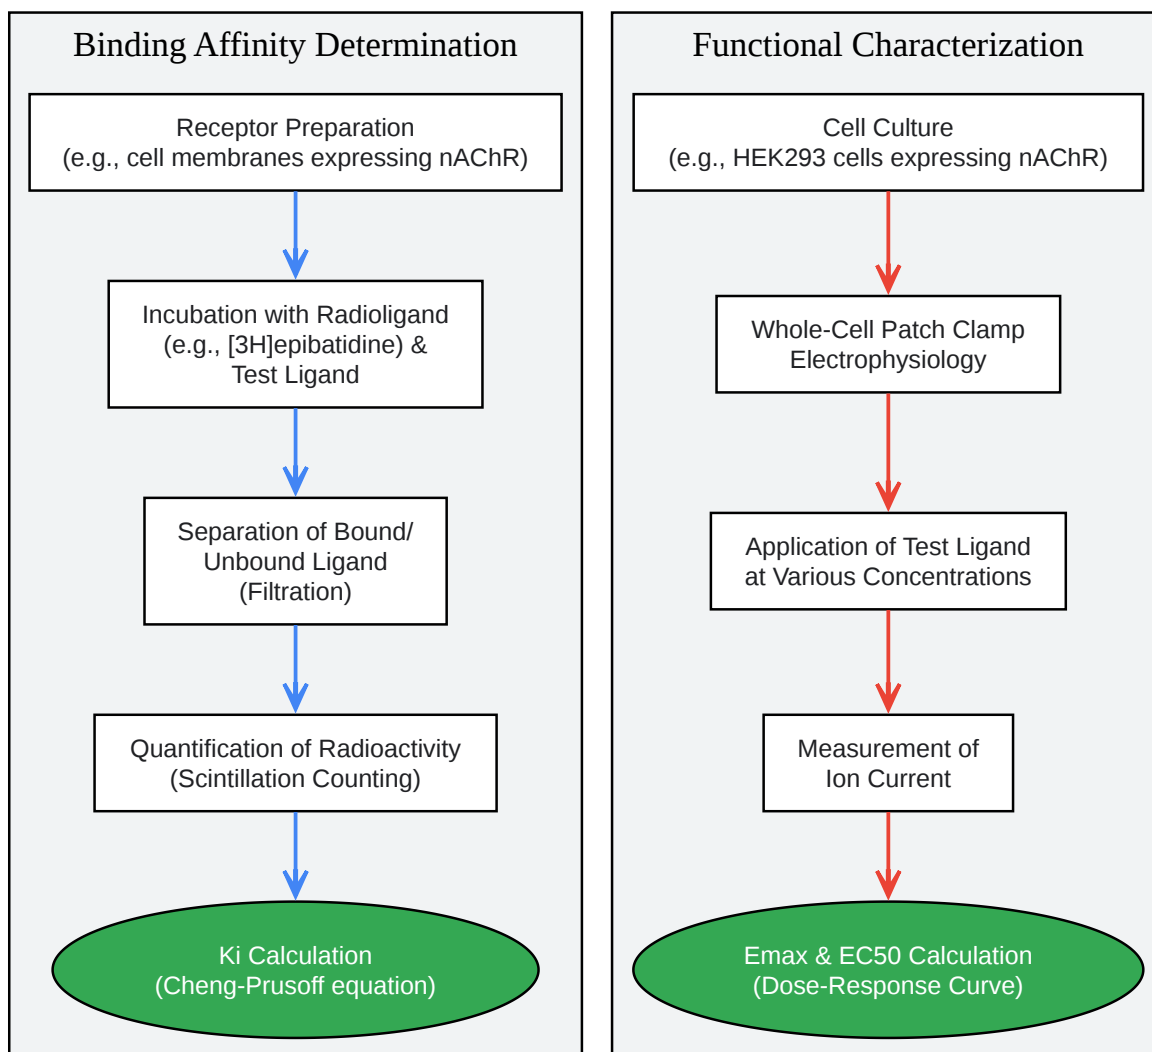 Binding Affinity Determination
Receptor Preparation
(e.g., cell membranes expressing nAChR)
Incubation with Radioligand
(e.g., [3H]epibatidine) &
Test Ligand
Separation of Bound/
Unbound Ligand
(Filtration)
Quantification of Radioactivity
(Scintillation Counting)
Ki Calculation
(Cheng-Prusoff equation)
Functional Characterization
Cell Culture
(e.g., HEK293 cells expressing nAChR)
Whole-Cell Patch Clamp
Electrophysiology
Application of Test Ligand
at Various Concentrations
Measurement of
Ion Current
Emax & EC50 Calculation
(Dose-Response Curve)